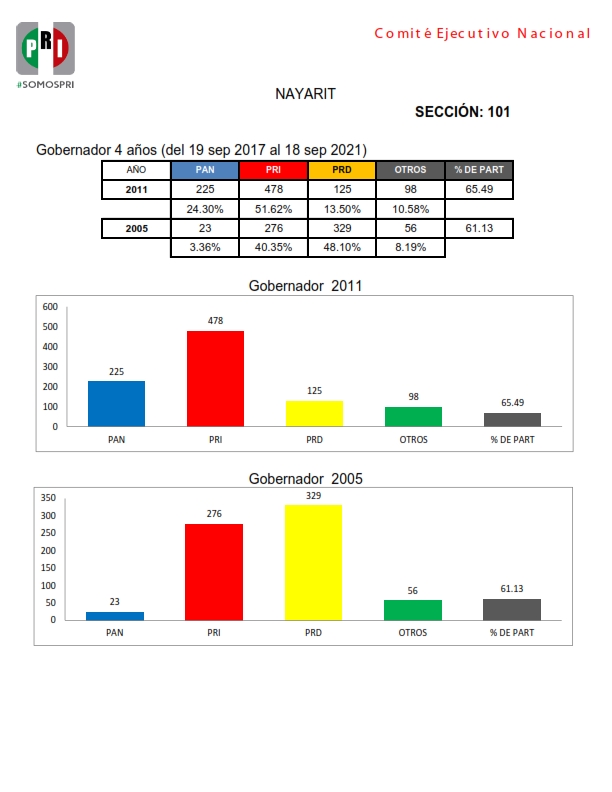 PRI
#SOMOSPRI
Comité Ejecutivo Nacional
NAYARIT
SECCIÓN: 101
Gobernador 4 años (del 19 sep 2017 al 18 sep 2021)
AÑO PAN PRI PRD OTROS % DE PART
2011 225 478 125 98 65.49
24.30% 51.62% 13.50% 10.58%
2005 23 276 329 56 61.13
3.36% 40.35% 48.10% 8.19%
Gobernador 2011
600
500
400
300
200
100
0
225
478
125
98
65.49
PAN PRI PRD OTROS % DE PART
Gobernador 2005
350
300
250
200
150
100
50
0
23
276
329
56
61.13
PAN PRI PRD OTROS % DE PART